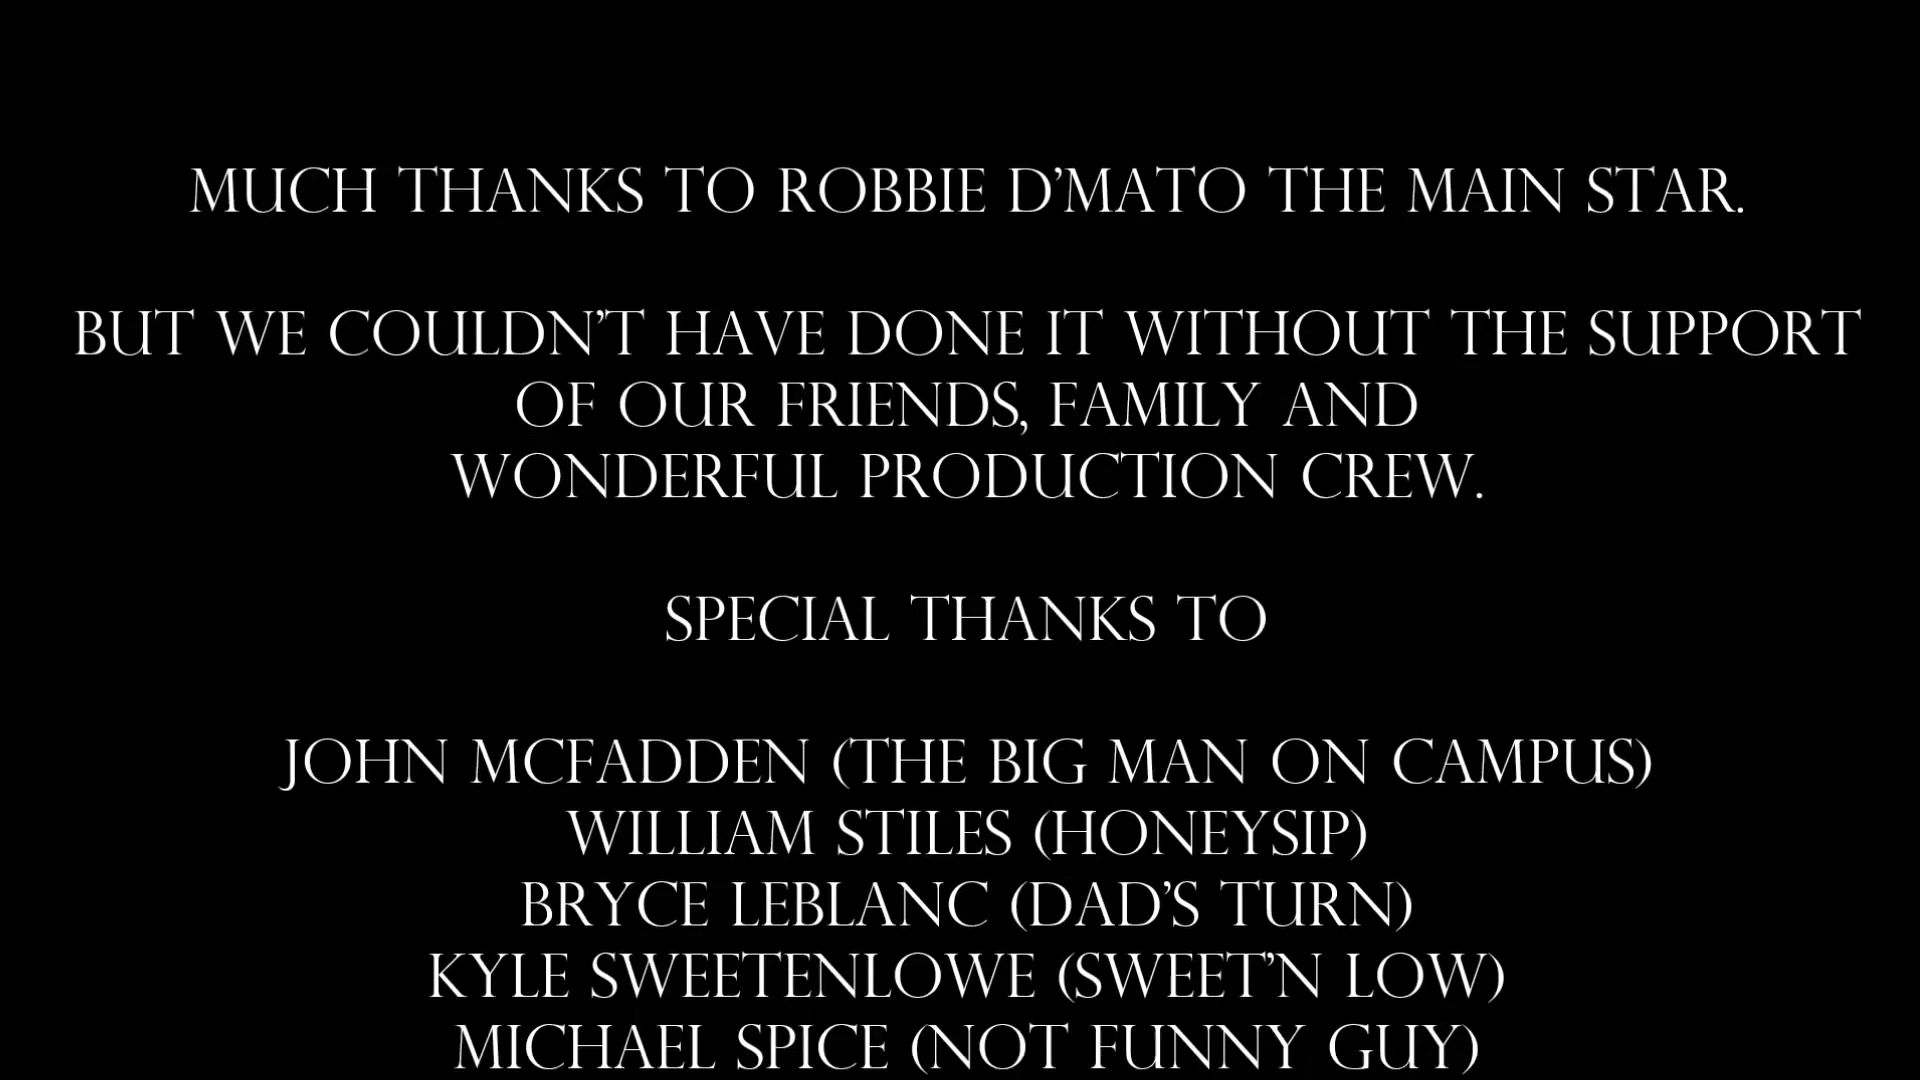 MUCH THANKS TO ROBBIE D'MATO THE MAIN STAR.
BUT WE COULDN'T HAVE DONE IT WITHOUT THE SUPPORT
OF OUR FRIENDS, FAMILY AND
WONDERFUL PRODUCTION CREW.
SPECIAL THANKS TO
JOHN MCFADDEN (THE BIG MAN ON CAMPUS)
WILLIAM STILES (HONEYSIP)
BRYCE LEBLANC (DAD'S TURN)
KYLE SWEETENLOWE (SWEET'N LOW)
MICHAEL SPICE (NOT FUNNY GUY)